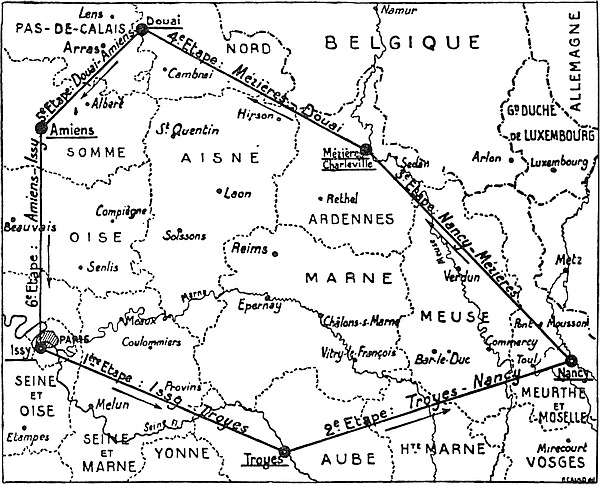 Lens
PAS-DE-CALAIS
Douai
Namur
Arras
NORD
BELGIQUE
ALLEMAGNE
4e Etape: Mezières-Douai
5e Etape: Douai-Amiens
Cambrai
Albert
Hirson
Gd DUCHE
DE LUXEMBOURG
Amiens
St Quentin
SOMME
AISNE
Mézières
Charleville
Sedan
Arlon
Luxembourg
3e Etape Nancy-Mézières
6e Etape: Amiens-Issy
Laon
Rethel
ARDENNES
Compiègne
Beauvais
OISE
Soissons
Reims
Senlis
MARNE
Meuse
Verdun
Metz
Marne
Epernay
Meaux
MEUSE
Châlons-s-Marne
Pont à Mousson
PARIS
Issy
Coulommiers
Vitry-le-François
Bar-le-Duc
Commercy
Toul
Nancy
1ere Etape: Issy Troyes
Provins
SEINE
ET
OISE
Melun
2e Etape: Troyes-Nancy
MEURTHE
ET
MOSELLE
Etampes
Seine R.
SEINE
ET
MARNE
YONNE
Troyes
AUBE
Hte MARNE
Mirecourt
VOSGES